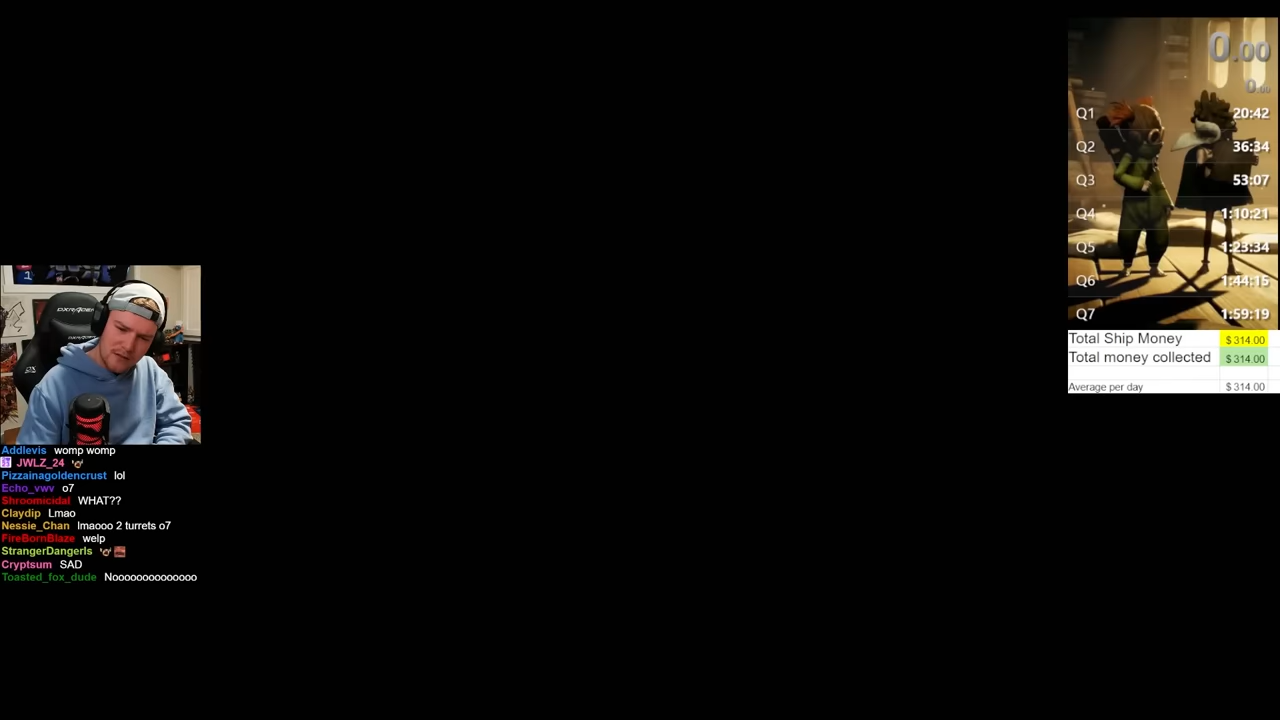 Addlevis womp womp
JWLZ_24
Pizzainagoldencrust lol
Echo_vwv o7
Shroomicidal WHAT??
Claydip Lmao
Nessie_Chan lmaooo 2 turrets o7
FireBornBlaze welp
StrangerDangerls
Cryptsum SAD
Toasted_fox_dude Noooooooooooooo
0.00
0.00
Q1 20:42
Q2 36:34
Q3 53:07
Q4 1:10:21
Q5 1:23:34
Q6 1:44:15
Q7 1:59:19
Total Ship Money $ 314.00
Total money collected $ 314.00
Average per day $ 314.00